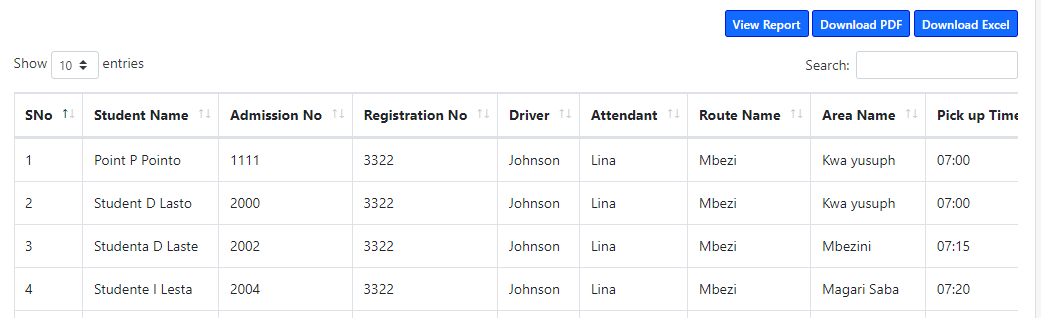 View Report Download PDF Download Excel
Show 10 entries Search:
SNo Student Name Admission No Registration No Driver Attendant Route Name Area Name Pick up Time
1 Point P Pointo 1111 3322 Johnson Lina Mbezi Kwa yusuph 07:00
2 Student D Lasto 2000 3322 Johnson Lina Mbezi Kwa yusuph 07:00
3 Studenta D Laste 2002 3322 Johnson Lina Mbezi Mbezini 07:15
4 Studente I Lesta 2004 3322 Johnson Lina Mbezi Magari Saba 07:20